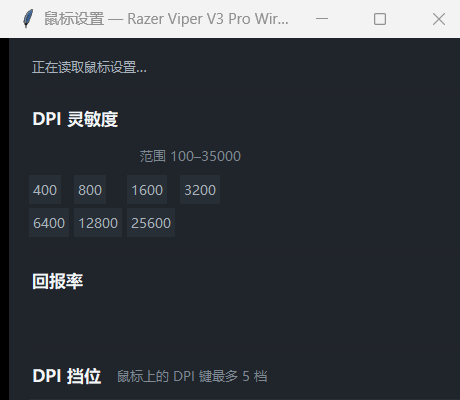 鼠标设置 — Razer Viper V3 Pro Wir...
正在读取鼠标设置...
DPI 灵敏度
范围 100–35000
400 800 1600 3200
6400 12800 25600
回报率
DPI 挡位 鼠标上的 DPI 键最多 5 档